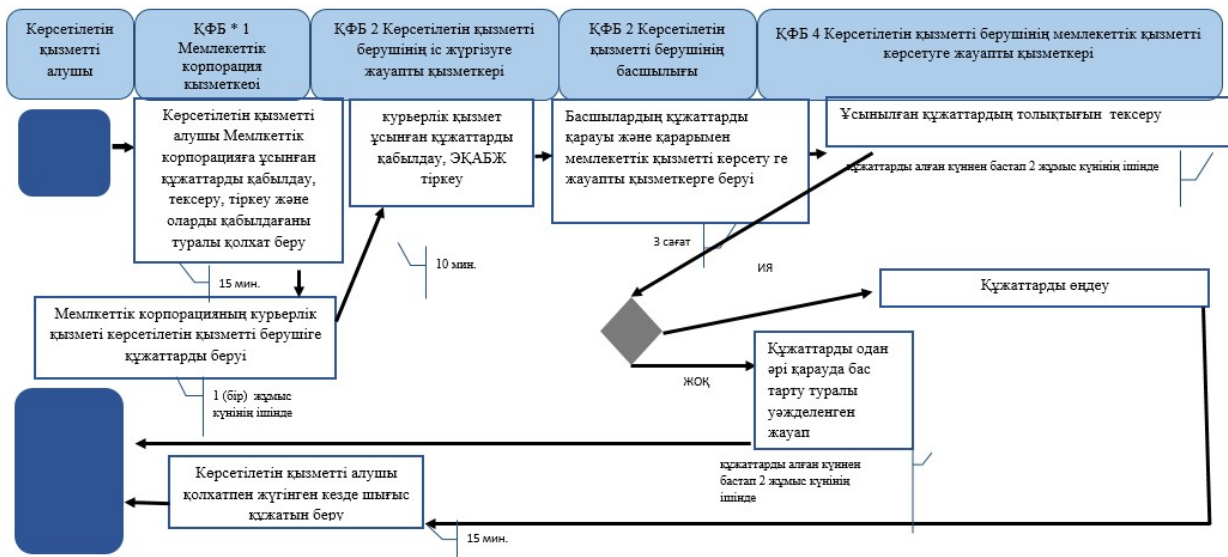 Көрсетілетін
қызметті
алушы
ҚФБ * 1
Мемлекеттік
корпорация
қызметкері
ҚФБ 2 Көрсетілетін қызметті
берушінің іс жүргізуге
жауапты қызметкері
ҚФБ 2 Көрсетілетін
қызметті берушінің
басшылығы
ҚФБ 4 Көрсетілетін қызметті берушінің мемлекеттік қызметті
көрсетуге жауапты қызметкері
Көрсетілетін қызметті
алушы Мемлкеттік
корпорацияға ұсынған
құжаттарды қабылдау,
тексеру, тіркеу және
оларды қабылдағаны
туралы қолхат беру
курьерлік қызмет
ұсынған құжаттарды
қабылдау, ЭҚАБЖ
тіркеу
Басшылардың құжаттарды
қарауы және қарарымен
мемлекеттік қызметті көрсету ге
жауапты қызметкерге беруі
Ұсынылған құжаттардың толықтығын тексеру
құжаттарды алған күннен бастап 2 жұмыс күнінің ішінде
3 сағат
10 мин.
15 мин.
ИЯ
Құжаттарды өңдеу
Мемлкеттік корпорацияның курьерлік
қызметі көрсетілетін қызметті берушіге
құжаттарды беруі
1 (бір) жұмыс
күнінің ішінде
ЖОҚ
Құжаттарды одан
әрі қарауда бас
тарту туралы
уәжделенген
жауап
құжаттарды алған күннен
бастап 2 жұмыс күнінің
ішінде
Көрсетілетін қызметті алушы
қолхатпен жүгінген кезде шығыс
құжатын беру
15 мин.